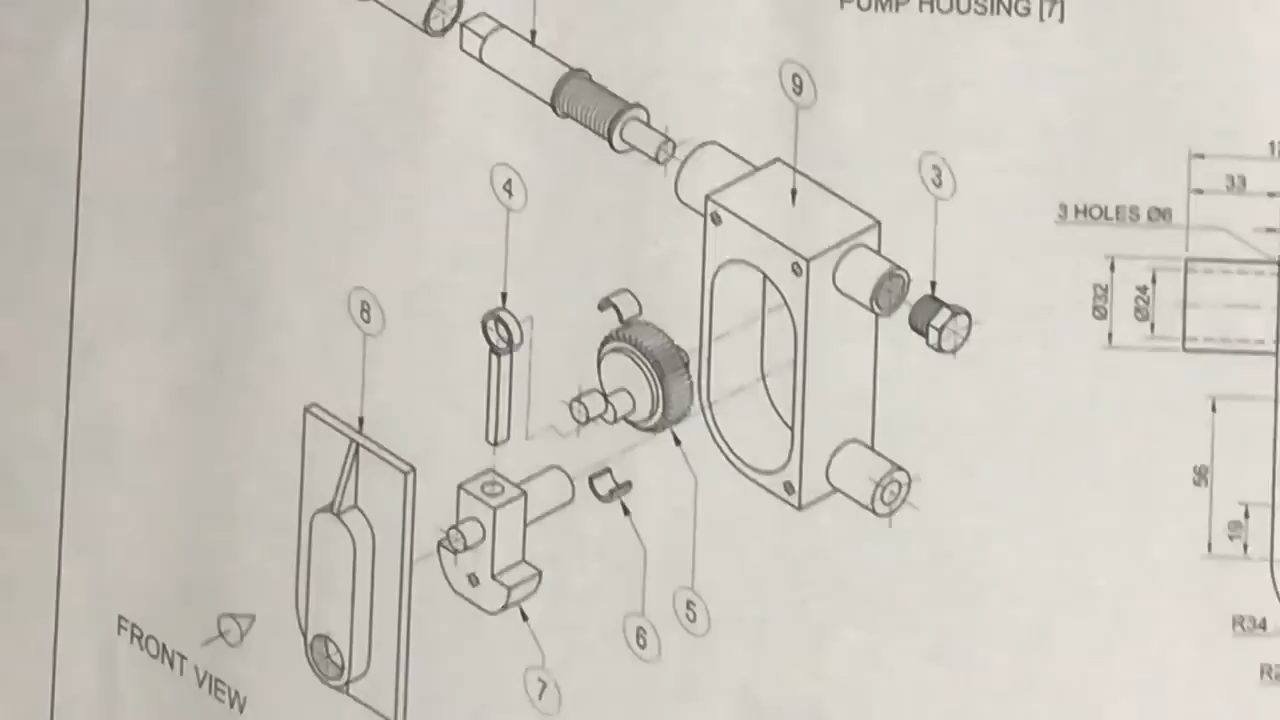 PUMP HOUSING [7]
9
3
4
8
33
3 HOLES Ø6
Ø32
Ø24
56
19
5
6
7
FRONT VIEW
R34